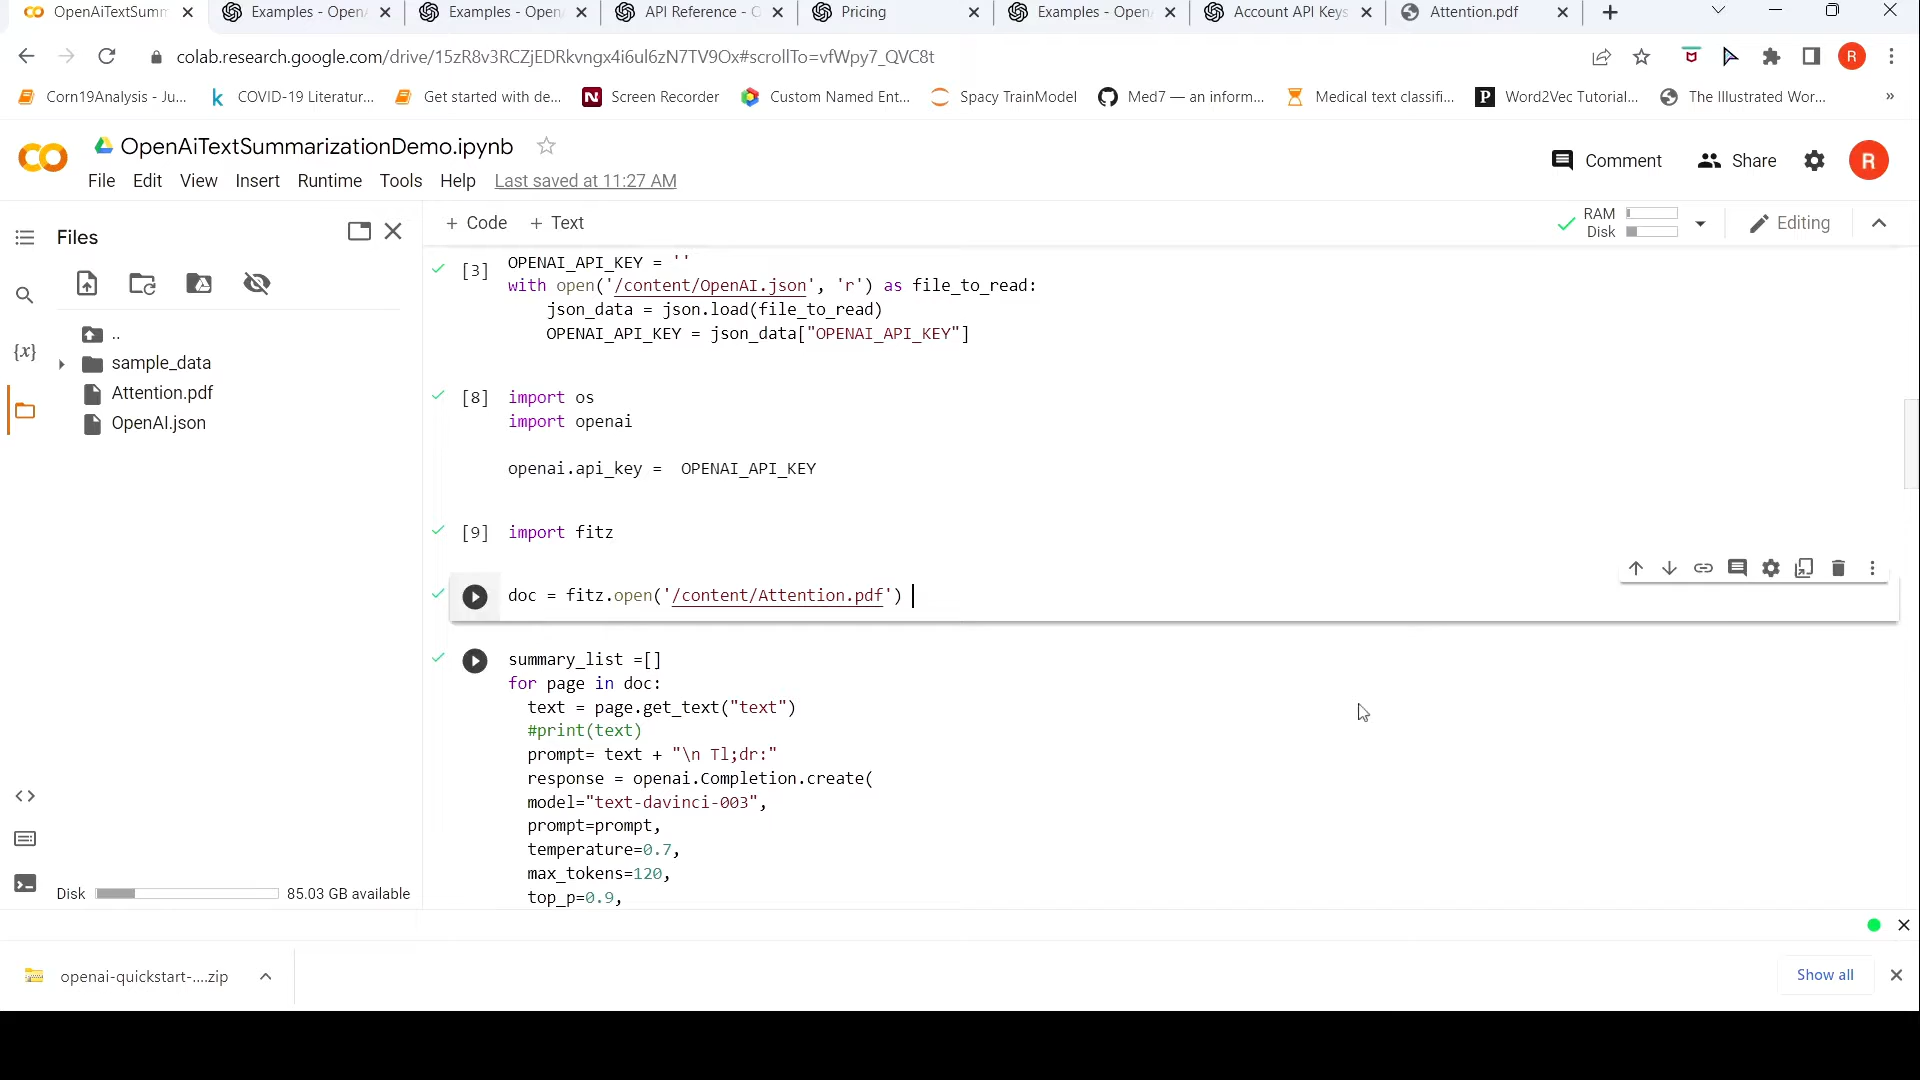 OpenAiTextSumm
Examples - Open
Examples - Open
API Reference - O
Pricing
Examples - Open
Account API Keys
Attention.pdf
colab.research.google.com/drive/15zR8v3RCZjEDRkvngx4i6ul6zN7TV9Ox#scrollTo=vfWpy7_QVC8t
R
Corn19Analysis - Ju...
COVID-19 Literatur...
Get started with de...
Screen Recorder
Custom Named Ent...
Spacy TrainModel
Med7 — an inform...
Medical text classifi...
Word2Vec Tutorial...
The Illustrated Wor...
»
OpenAiTextSummarizationDemo.ipynb
Comment
Share
R
File Edit View Insert Runtime Tools Help Last saved at 11:27 AM
Files
+ Code + Text
RAM
Disk
Editing
{x}
..
sample_data
Attention.pdf
OpenAI.json
[3] OPENAI_API_KEY = ''
with open('/content/OpenAI.json', 'r') as file_to_read:
json_data = json.load(file_to_read)
OPENAI_API_KEY = json_data["OPENAI_API_KEY"]
[8] import os
import openai
openai.api_key = OPENAI_API_KEY
[9] import fitz
doc = fitz.open('/content/Attention.pdf')
summary_list =[]
for page in doc:
text = page.get_text("text")
#print(text)
prompt= text + "\n Tl;dr:"
response = openai.Completion.create(
model="text-davinci-003",
prompt=prompt,
temperature=0.7,
max_tokens=120,
top_p=0.9,
Disk 85.03 GB available
openai-quickstart-....zip
Show all